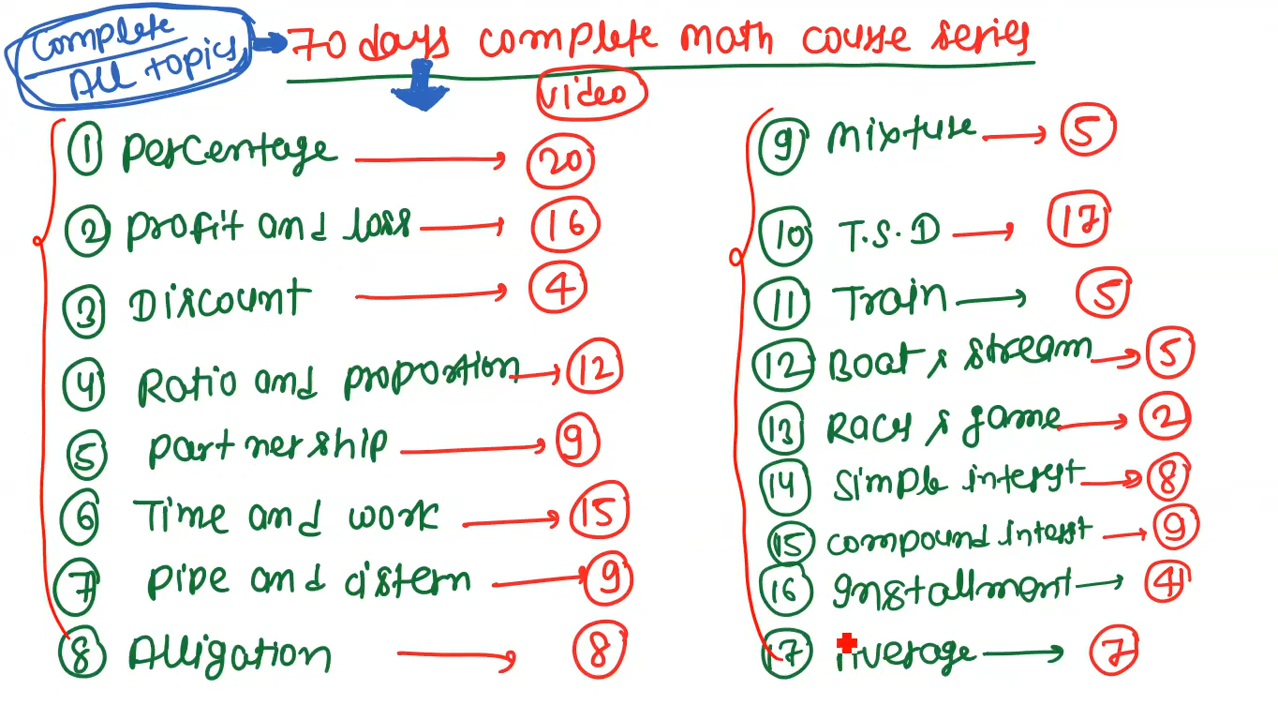 Complete
All topics
70 days complete math course series
video
1 Percentage → 20
2 Profit and loss → 16
3 Discount → 4
4 Ratio and proportion → 12
5 Partnership → 9
6 Time and work → 15
7 Pipe and cistern → 9
8 Alligation → 8
9 Mixture → 5
10 T.S.D → 17
11 Train → 5
12 Boat & stream → 5
13 Race & game → 2
14 Simple interest → 8
15 compound interest → 9
16 Installment → 4
17 Average → 7